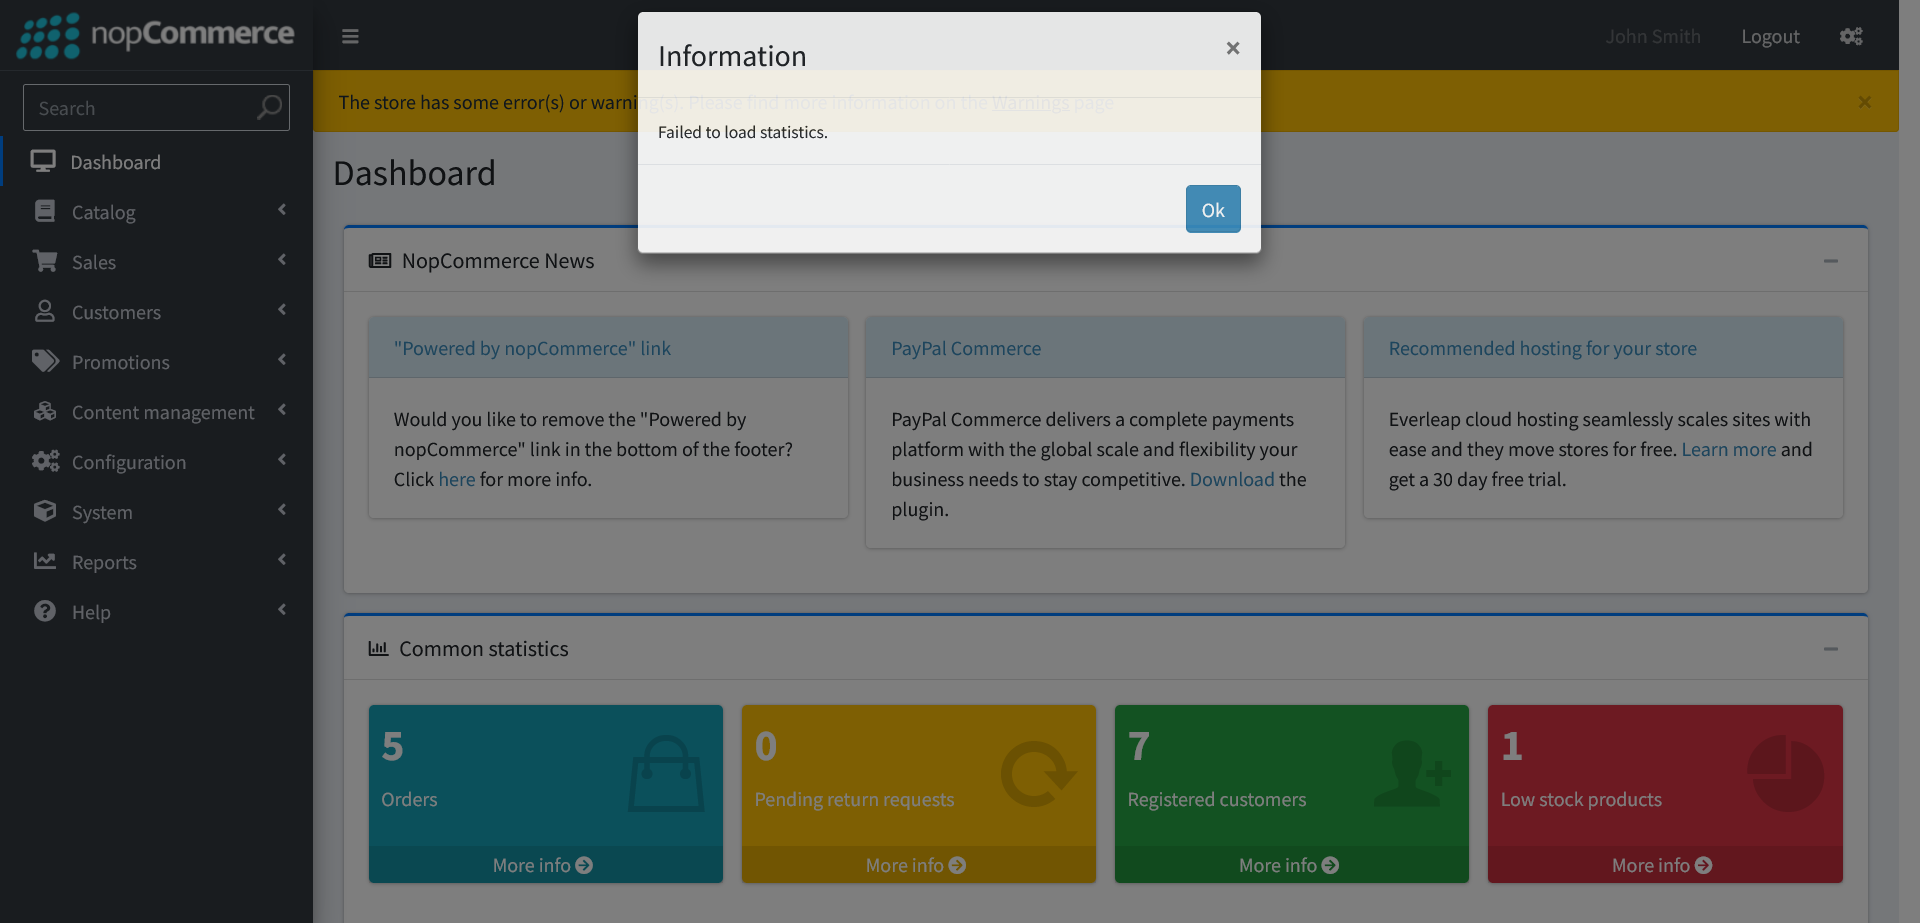 nopCommerce
John Smith
Logout
Information
×
The store has some error(s) or warning(s). Please find more information on the Warnings page
×
Failed to load statistics.
Ok
Search
Dashboard
Catalog
Sales
Customers
Promotions
Content management
Configuration
System
Reports
Help
Dashboard
NopCommerce News
"Powered by nopCommerce" link
Would you like to remove the "Powered by
nopCommerce" link in the bottom of the footer?
Click here for more info.
PayPal Commerce
PayPal Commerce delivers a complete payments
platform with the global scale and flexibility your
business needs to stay competitive. Download the
plugin.
Recommended hosting for your store
Everleap cloud hosting seamlessly scales sites with
ease and they move stores for free. Learn more and
get a 30 day free trial.
Common statistics
5
Orders
More info
0
Pending return requests
More info
7
Registered customers
More info
1
Low stock products
More info